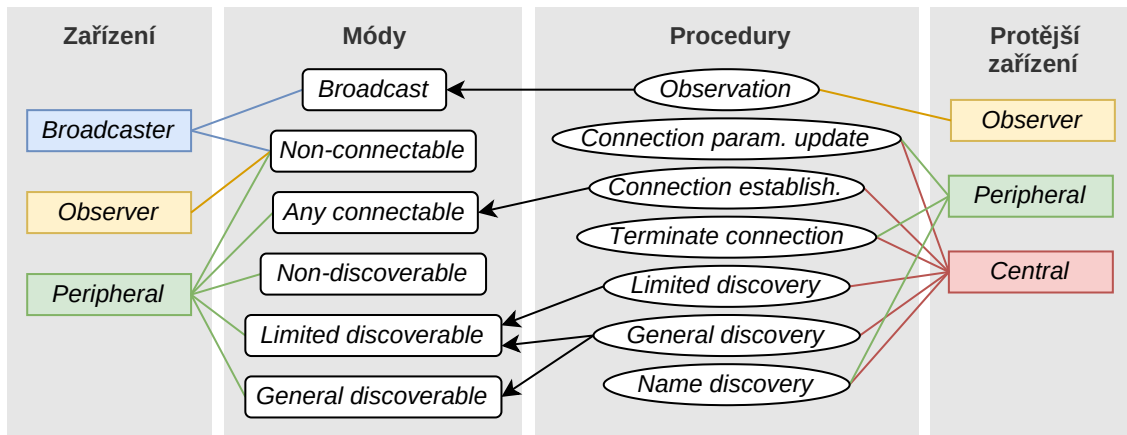 Zařízení
Módy
Procedury
Protější
zařízení
Broadcaster
Observer
Peripheral
Broadcast
Non-connectable
Any connectable
Non-discoverable
Limited discoverable
General discoverable
Observation
Connection param. update
Connection establish.
Terminate connection
Limited discovery
General discovery
Name discovery
Observer
Peripheral
Central